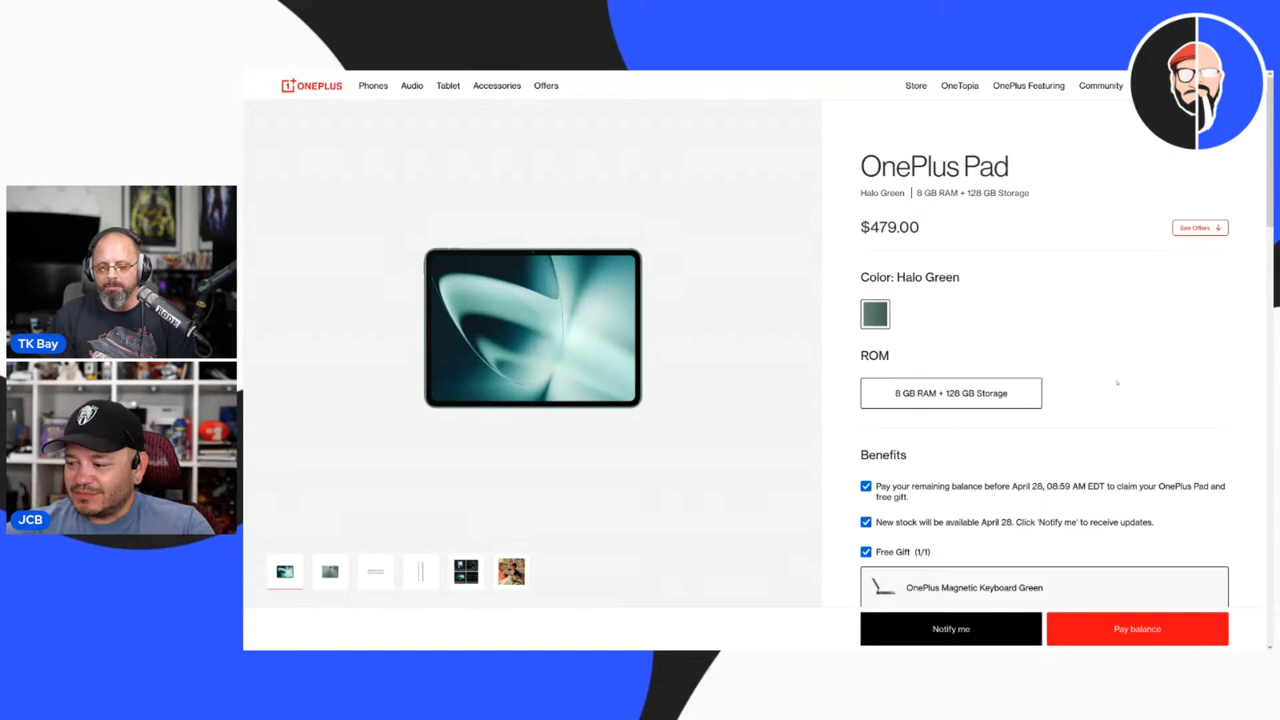 ONEPLUS Phones Audio Tablet Accessories Offers Store OneTopia OnePlus Featuring Community
OnePlus Pad
Halo Green | 8 GB RAM + 128 GB Storage
$479.00
See Offers ↓
Color: Halo Green
ROM
8 GB RAM + 128 GB Storage
Benefits
Pay your remaining balance before April 28, 08:59 AM EDT to claim your OnePlus Pad and
free gift.
New stock will be available April 28. Click 'Notify me' to receive updates.
Free Gift (1/1)
OnePlus Magnetic Keyboard Green
Notify me
Pay balance
TK Bay
RODE
JCB